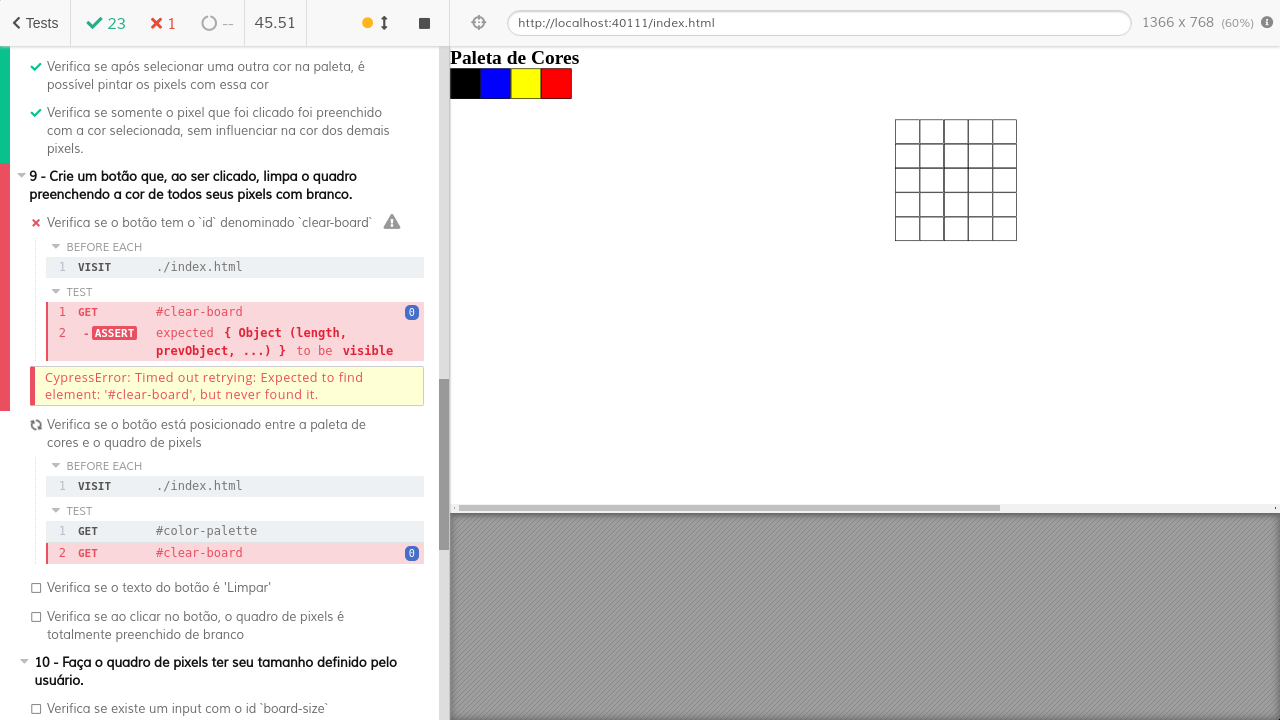 Tests
23
1
--
45.51
http://localhost:40111/index.html
1366 x 768 (60%)
Verifica se após selecionar uma outra cor na paleta, é
possível pintar os pixels com essa cor
Verifica se somente o pixel que foi clicado foi preenchido
com a cor selecionada, sem influenciar na cor dos demais
pixels.
9 - Crie um botão que, ao ser clicado, limpa o quadro
preenchendo a cor de todos seus pixels com branco.
Verifica se o botão tem o `id` denominado `clear-board`
BEFORE EACH
1 VISIT ./index.html
TEST
1 GET #clear-board 0
2 -ASSERT expected { Object (length,
prevObject, ...) } to be visible
CypressError: Timed out retrying: Expected to find
element: '#clear-board', but never found it.
Verifica se o botão está posicionado entre a paleta de
cores e o quadro de pixels
BEFORE EACH
1 VISIT ./index.html
TEST
1 GET #color-palette
2 GET #clear-board 0
Verifica se o texto do botão é 'Limpar'
Verifica se ao clicar no botão, o quadro de pixels é
totalmente preenchido de branco
10 - Faça o quadro de pixels ter seu tamanho definido pelo
usuário.
Verifica se existe um input com o id `board-size`
Paleta de Cores